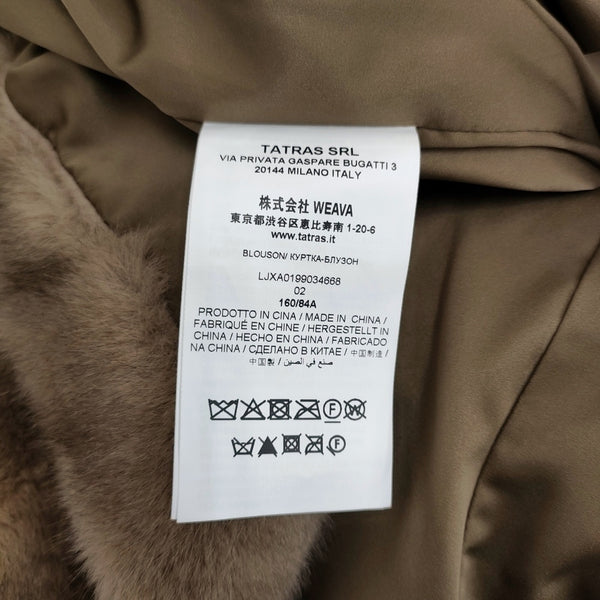 TATRAS SRL
VIA PRIVATA GASPARE BUGATTI 3
20144 MILANO ITALY
株式会社 WEAVA
東京都渋谷区恵比寿南 1-20-6
www.tatras.it
BLOUSON/ КУРТКА-БЛУЗОН
LJXA0199034668
02
160/84A
PRODOTTO IN CINA / MADE IN CHINA /
FABRIQUÉ EN CHINE / HERGESTELLT IN
CHINA / HECHO EN CHINA / FABRICADO
NA CHINA / СДЕЛАНО В КИТАЕ / 中国制造 /
中国製 / صنع في الصين